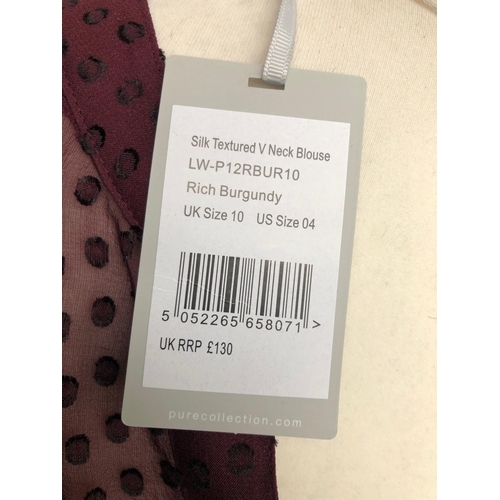 Silk Textured V Neck Blouse
LW-P12RBUR10
Rich Burgundy
UK Size 10 US Size 04
5 052265 658071 >
UK RRP £130
purecollection.com